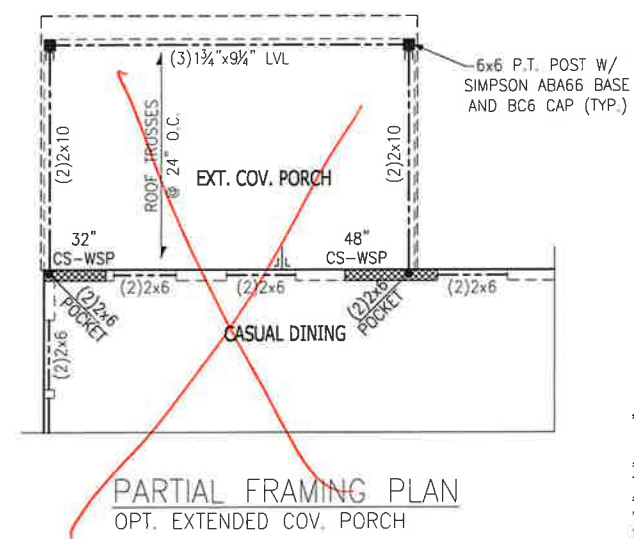 (3)1¾"x9¼" LVL
6x6 P.T. POST W/
SIMPSON ABA66 BASE
AND BC6 CAP (TYP.)
(2)2x10
ROOF TRUSSES
@ 24" O.C.
(2)2x10
EXT. COV. PORCH
32"
CS-WSP
48"
CS-WSP
(2)2x6
(2)2x6
(2)2x6
(2)2x6
POCKET
(2)2x6
POCKET
(2)2x6
CASUAL DINING
PARTIAL FRAMING PLAN
OPT. EXTENDED COV. PORCH